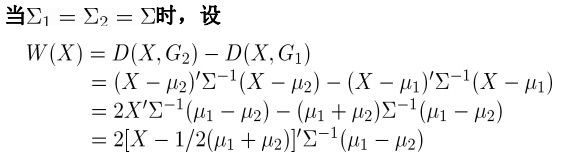 当Σ₁ = Σ₂ = Σ时，设
W(X) = D(X, G₂) − D(X, G₁)
= (X − μ₂)′Σ⁻¹(X − μ₂) − (X − μ₁)′Σ⁻¹(X − μ₁)
= 2X′Σ⁻¹(μ₁ − μ₂) − (μ₁ + μ₂)Σ⁻¹(μ₁ − μ₂)
= 2[X − 1/2(μ₁ + μ₂)]′Σ⁻¹(μ₁ − μ₂)